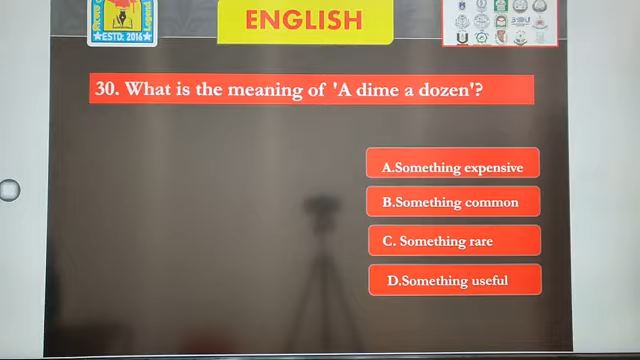 ENGLISH
ESTD: 2016
30. What is the meaning of 'A dime a dozen'?
A.Something expensive
B.Something common
C. Something rare
D.Something useful